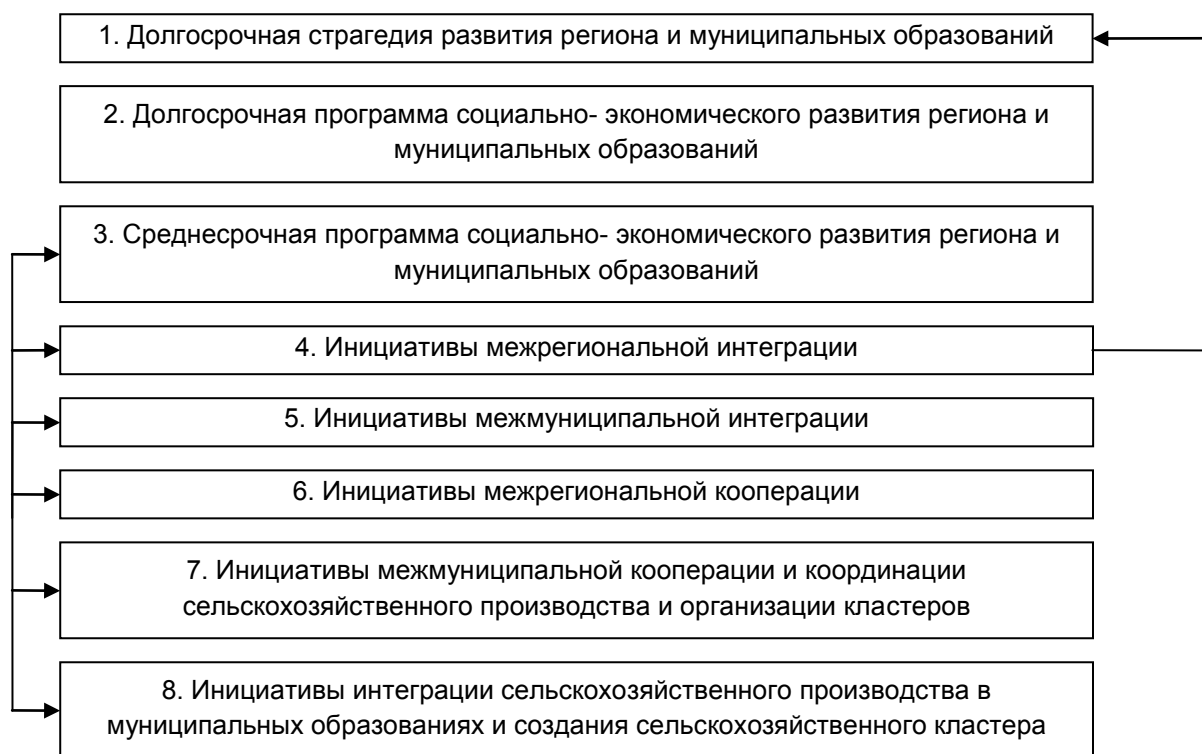 1. Долгосрочная страгедия развития региона и муниципальных образований
2. Долгосрочная программа социально- экономического развития региона и
муниципальных образований
3. Среднесрочная программа социально- экономического развития региона и
муниципальных образований
4. Инициативы межрегиональной интеграции
5. Инициативы межмуниципальной интеграции
6. Инициативы межрегиональной кооперации
7. Инициативы межмуниципальной кооперации и координации
сельскохозяйственного производства и организации кластеров
8. Инициативы интеграции сельскохозяйственного производства в
муниципальных образованиях и создания сельскохозяйственного кластера